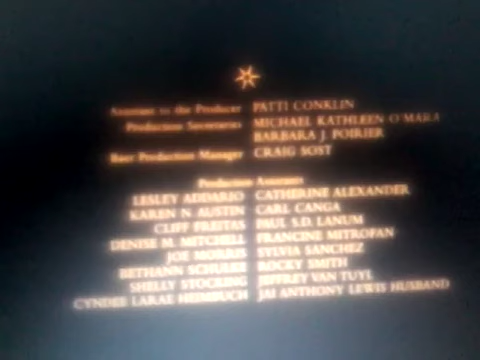 Assistant to the Producer PATTI CONKLIN
Production Secretaries MICHAEL KATHLEEN O'MARA
BARBARA J. POIRIER
Production Manager CRAIG SOST
Production Assistants
LESLEY ADDARIO CATHERINE ALEXANDER
KAREN N. AUSTIN CARL CANGA
CLIFF FREITAS PAUL S.D. LANUM
DENISE M. MITCHELL FRANCINE MITROFAN
JOE MORRIS SYLVIA SANCHEZ
BETHANN ROCKY SMITH
SHELLY STOCKING JEFFREY VAN TUYL
CYNDEE LARAE HEIMBUCH JAI ANTHONY LEWIS HUSBAND